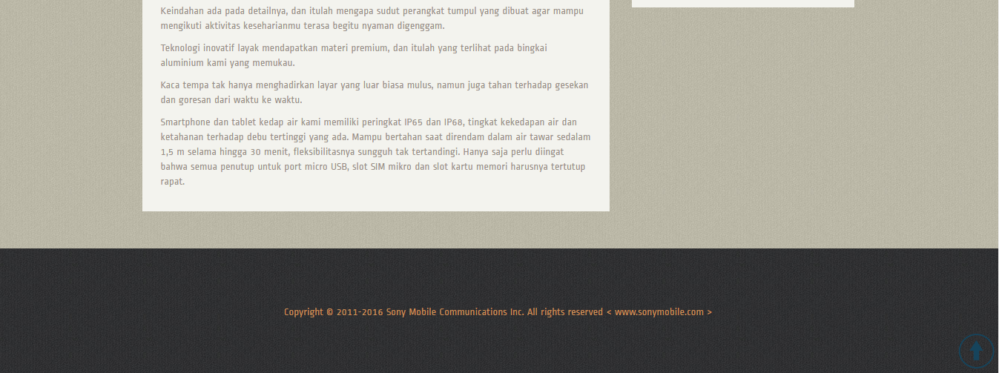 Keindahan ada pada detailnya, dan itulah mengapa sudut perangkat tumpul yang dibuat agar mampu
mengikuti aktivitas keseharianmu terasa begitu nyaman digenggam.
Teknologi inovatif layak mendapatkan materi premium, dan itulah yang terlihat pada bingkai
aluminium kami yang memukau.
Kaca tempa tak hanya menghadirkan layar yang luar biasa mulus, namun juga tahan terhadap gesekan
dan goresan dari waktu ke waktu.
Smartphone dan tablet kedap air kami memiliki peringkat IP65 dan IP68, tingkat kekedapan air dan
ketahanan terhadap debu tertinggi yang ada. Mampu bertahan saat direndam dalam air tawar sedalam
1,5 m selama hingga 30 menit, fleksibilitasnya sungguh tak tertandingi. Hanya saja perlu diingat
bahwa semua penutup untuk port micro USB, slot SIM mikro dan slot kartu memori harusnya tertutup
rapat.
Copyright © 2011-2016 Sony Mobile Communications Inc. All rights reserved < www.sonymobile.com >